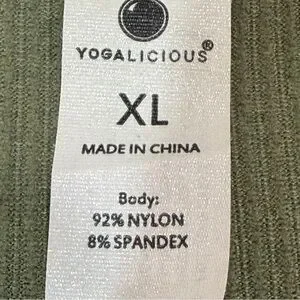 YOGALICIOUS®
XL
MADE IN CHINA
Body:
92% NYLON
8% SPANDEX